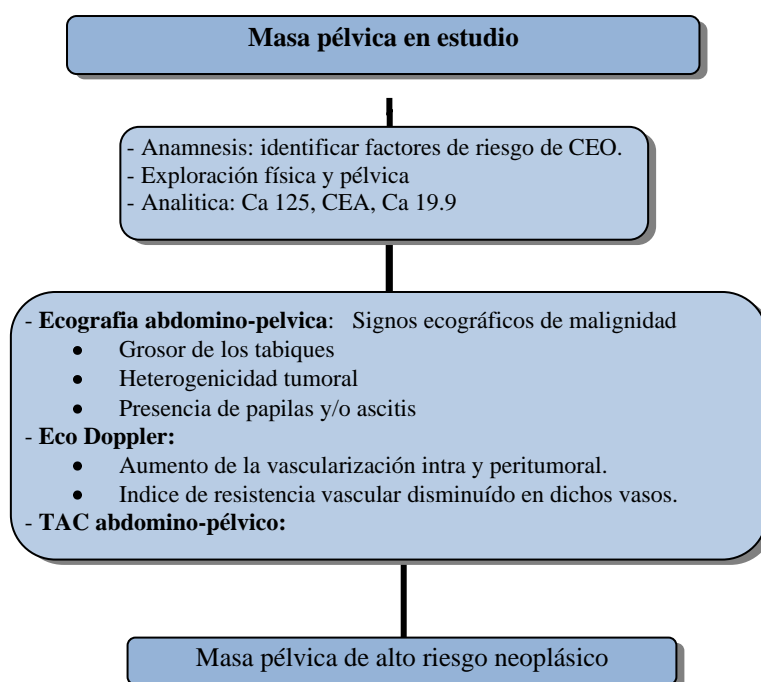 Masa pélvica en estudio
- Anamnesis: identificar factores de riesgo de CEO.
- Exploración física y pélvica
- Analitica: Ca 125, CEA, Ca 19.9
- Ecografia abdomino-pelvica: Signos ecográficos de malignidad
• Grosor de los tabiques
• Heterogenicidad tumoral
• Presencia de papilas y/o ascitis
- Eco Doppler:
• Aumento de la vascularización intra y peritumoral.
• Indice de resistencia vascular disminuído en dichos vasos.
- TAC abdomino-pélvico:
Masa pélvica de alto riesgo neoplásico